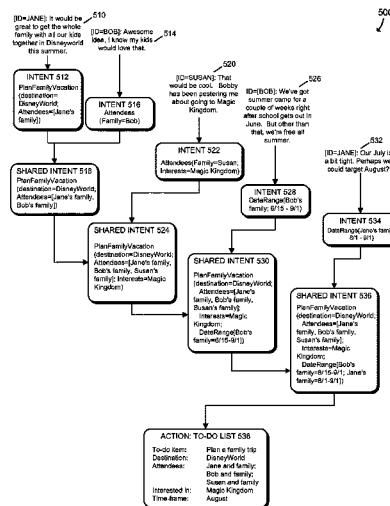 500
[ID=JANE]: It would be
great to get the whole
family with all our kids
together in Disneyworld
this summer.
510
[ID=BOB]: Awesome
idea, I know my kids
would love that.
514
INTENT 512
PlanFamilyVacation
{destination=
DisneyWorld;
Attendees=[Jane's
family]}
INTENT 516
Attendees
{Family=Bob}
520
[ID=SUSAN]: That
would be cool. Bobby
has been pestering me
about going to Magic
Kingdom.
526
[ID=BOB]: We've got
summer camp for a
couple of weeks right
after school gets out in
June. But other than
that, we're free all
summer.
532
[ID=JANE]: Our July is
a bit tight. Perhaps we
could target August?
SHARED INTENT 518
PlanFamilyVacation
{destination=DisneyWorld,
Attendees=[Jane's family,
Bob's family]}
INTENT 522
Attendees{Family=Susan;
Interests=Magic Kingdom}
INTENT 528
DateRange{Bob's
family; 6/15 - 9/1}
INTENT 534
DateRange{Jane's family;
8/1 - 9/1}
SHARED INTENT 524
PlanFamilyVacation
{destination=DisneyWorld;
Attendees=[Jane's family,
Bob's family, Susan's
family]; Interests=Magic
Kingdom}
SHARED INTENT 530
PlanFamilyVacation
{destination=DisneyWorld;
Attendees=[Jane's
family, Bob's family,
Susan's family];
Interests=Magic
Kingdom;
DateRange[Bob's
family=6/15-9/1]}
SHARED INTENT 536
PlanFamilyVacation
{destination=DisneyWorld;
Attendees=[Jane's
family, Bob's family,
Susan's family];
Interests=Magic
Kingdom;
DateRange[Bob's
family=6/15-9/1; Jane's
family=8/1-9/1]}
ACTION: TO-DO LIST 538
To-do item: Plan a family trip
Destination: DisneyWorld
Attendees: Jane and family;
Bob and family;
Susan and family
Interested in: Magic Kingdom
Time-frame: August